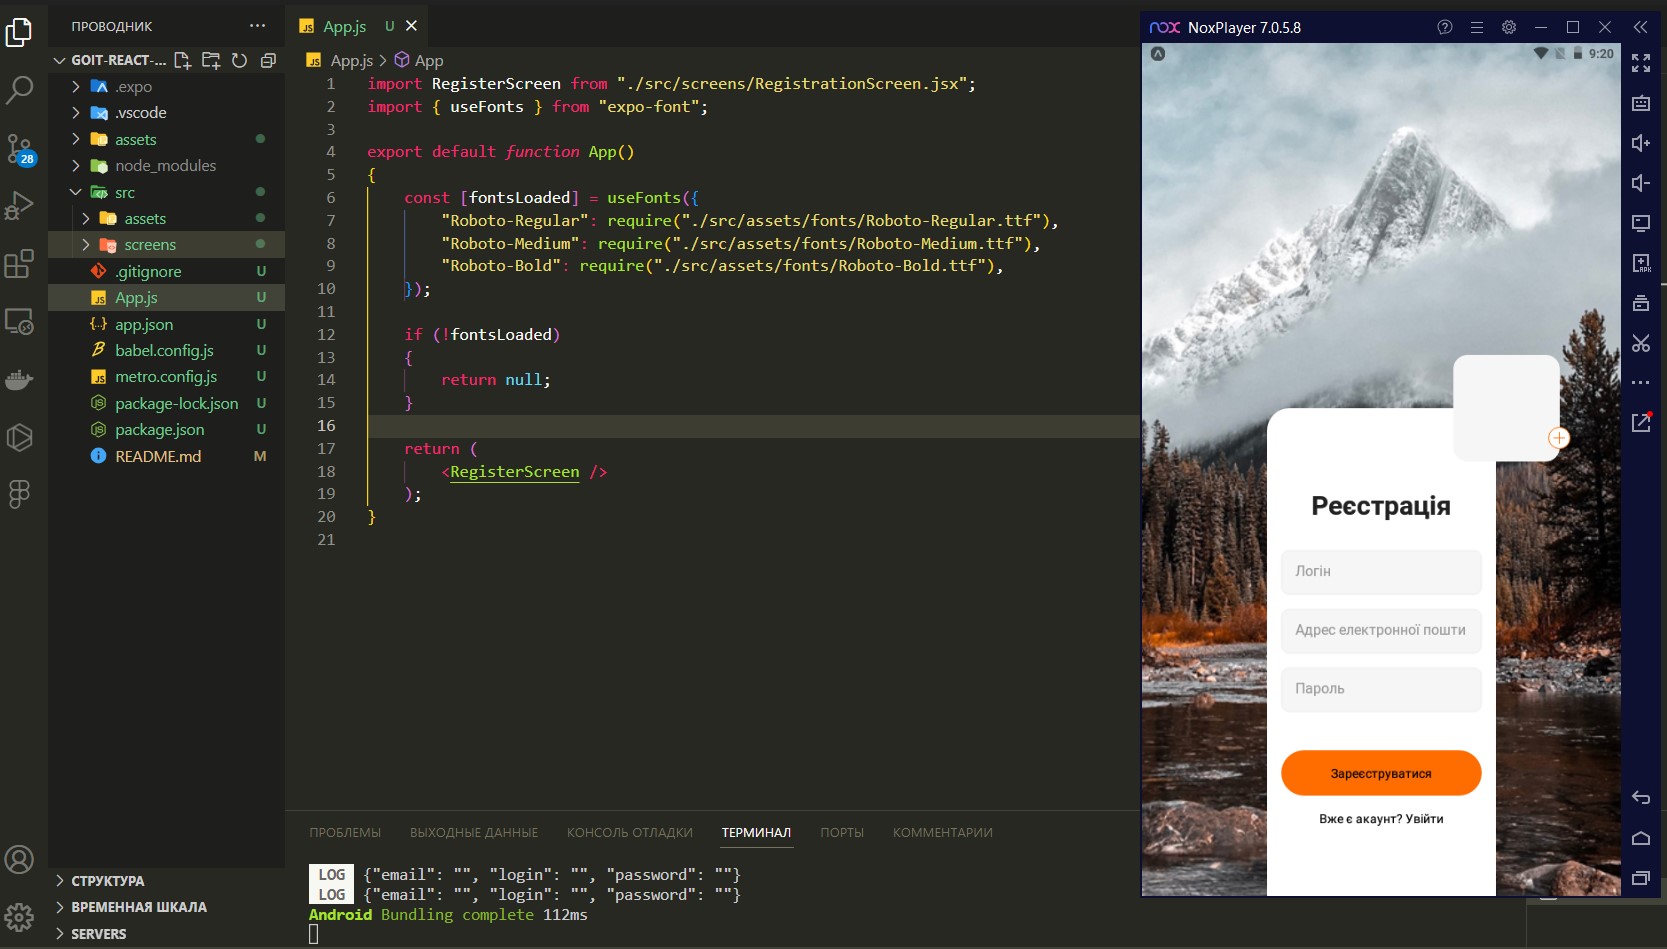 ПРОВОДНИК
GOIT-REACT-...
.expo
.vscode
assets
node_modules
src
assets
screens
.gitignore U
App.js U
app.json U
babel.config.js U
metro.config.js U
package-lock.json U
package.json U
README.md M
28
СТРУКТУРА
ВРЕМЕННАЯ ШКАЛА
SERVERS
App.js U
App.js > App
1 import RegisterScreen from "./src/screens/RegistrationScreen.jsx";
2 import { useFonts } from "expo-font";
3
4 export default function App()
5 {
6 const [fontsLoaded] = useFonts({
7 "Roboto-Regular": require("./src/assets/fonts/Roboto-Regular.ttf"),
8 "Roboto-Medium": require("./src/assets/fonts/Roboto-Medium.ttf"),
9 "Roboto-Bold": require("./src/assets/fonts/Roboto-Bold.ttf"),
10 });
11
12 if (!fontsLoaded)
13 {
14 return null;
15 }
16
17 return (
18 <RegisterScreen />
19 );
20 }
21
ПРОБЛЕМЫ ВЫХОДНЫЕ ДАННЫЕ КОНСОЛЬ ОТЛАДКИ ТЕРМИНАЛ ПОРТЫ КОММЕНТАРИИ
LOG {"email": "", "login": "", "password": ""}
LOG {"email": "", "login": "", "password": ""}
Android Bundling complete 112ms
nox NoxPlayer 7.0.5.8
9:20
Реєстрація
Логін
Адрес електронної пошти
Пароль
Зареєструватися
Вже є акаунт? Увійти